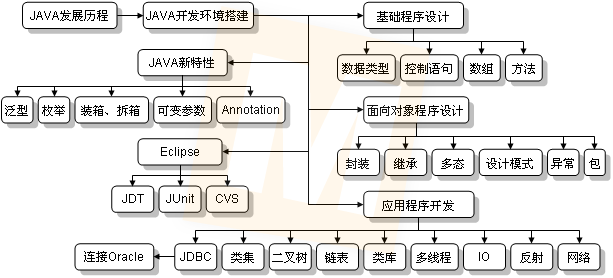 JAVA发展历程
JAVA开发环境搭建
基础程序设计
数据类型
控制语句
数组
方法
JAVA新特性
泛型
枚举
装箱、拆箱
可变参数
Annotation
面向对象程序设计
封装
继承
多态
设计模式
异常
包
Eclipse
JDT
JUnit
CVS
应用程序开发
连接Oracle
JDBC
类集
二叉树
链表
类库
多线程
IO
反射
网络